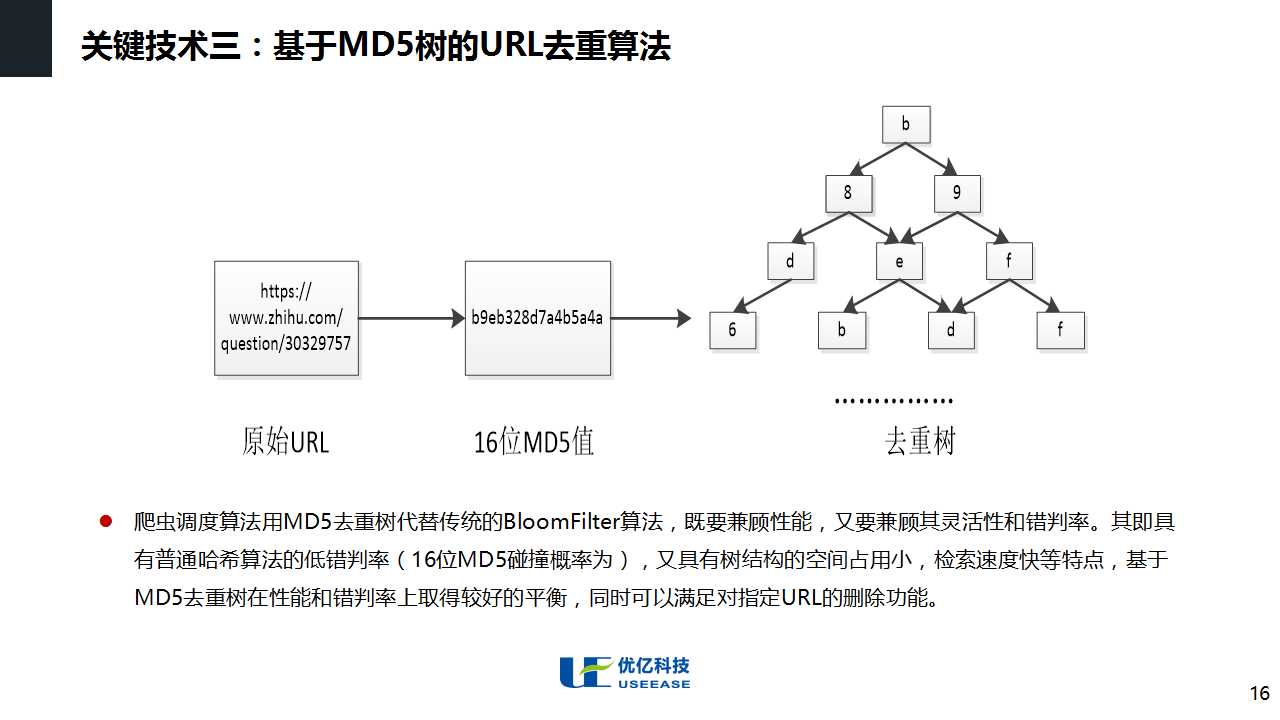 关键技术三：基于MD5树的URL去重算法
b
8 9
d e f
6 b d f
https://
www.zhihu.com/
question/30329757
b9eb328d7a4b5a4a
……………
原始URL 16位MD5值 去重树
爬虫调度算法用MD5去重树代替传统的BloomFilter算法，既要兼顾性能，又要兼顾其灵活性和错判率。其即具
有普通哈希算法的低错判率（16位MD5碰撞概率为），又具有树结构的空间占用小，检索速度快等特点，基于
MD5去重树在性能和错判率上取得较好的平衡，同时可以满足对指定URL的删除功能。
UE 优亿科技
USEEASE
16